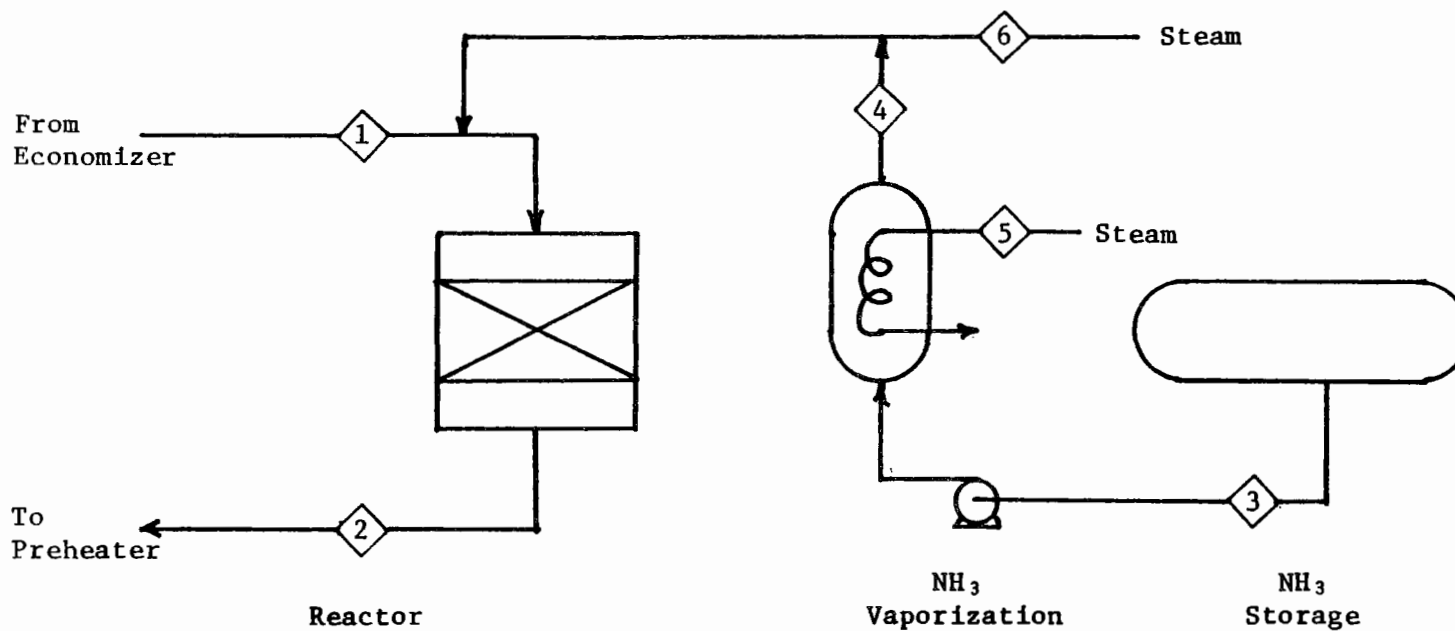 6
Steam
4
From
Economizer
1
5
Steam
3
To
Preheater
2
NH₃
Vaporization
NH₃
Storage
Reactor